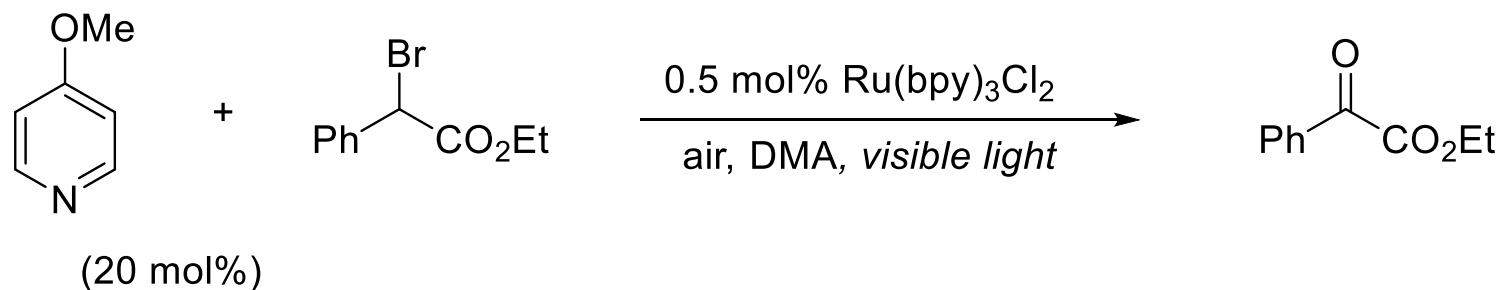 OMe
N
(20 mol%)
+
Br
Ph
CO₂Et
0.5 mol% Ru(bpy)₃Cl₂
air, DMA, visible light
O
Ph
CO₂Et